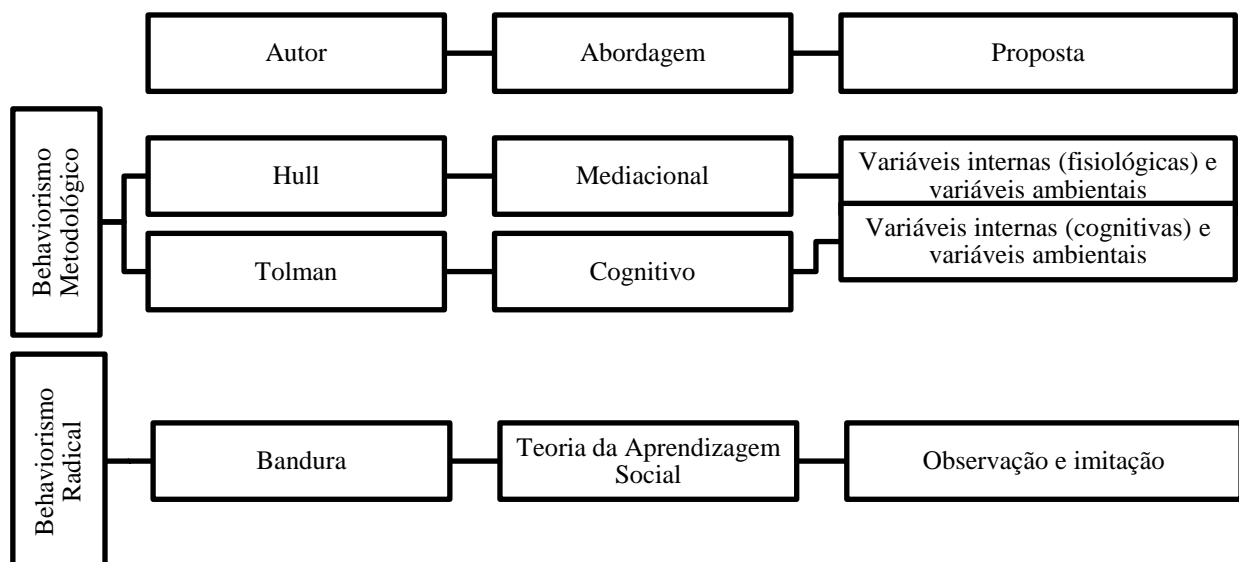 Autor
Abordagem
Proposta
Behaviorismo
Metodológico
Hull
Mediacional
Variáveis internas (fisiológicas) e
variáveis ambientais
Tolman
Cognitivo
Variáveis internas (cognitivas) e
variáveis ambientais
Behaviorismo
Radical
Bandura
Teoria da Aprendizagem
Social
Observação e imitação